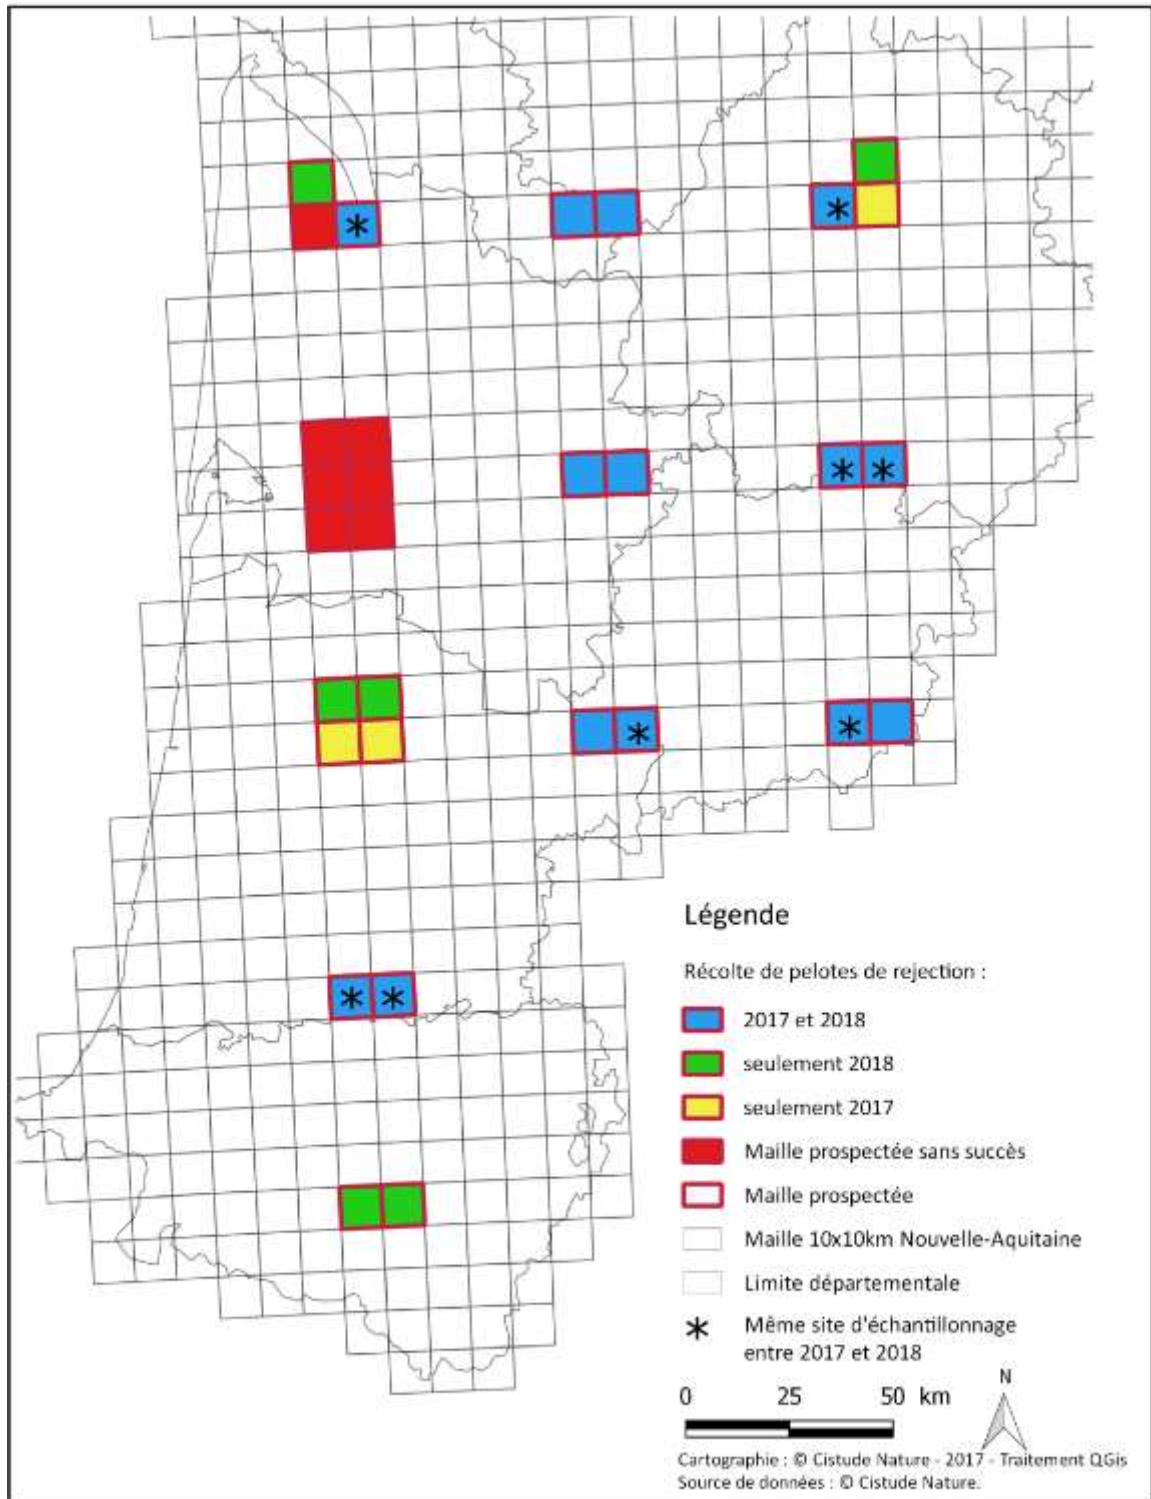 Légende
Récolte de pelotes de rejection :
2017 et 2018
seulement 2018
seulement 2017
Maille prospectée sans succès
Maille prospectée
Maille 10x10km Nouvelle-Aquitaine
Limite départementale
Même site d'échantillonnage
entre 2017 et 2018
N
0 25 50 km
Cartographie : © Cistude Nature - 2017 - Traitement QGis
Source de données : © Cistude Nature.